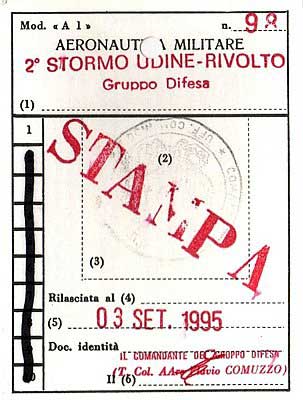 Mod. «A 1» n. 98
AERONAUTICA MILITARE
2° STORMO UDINE-RIVOLTO
Gruppo Difesa
(1)
1
(2)
STAMPA
(3)
Rilasciata al (4)
(5) 03 SET. 1995
Doc. identità
IL COMANDANTE DEL GRUPPO DIFESA
(T. Col. AAro Flavio COMUZZO)
Il (6)